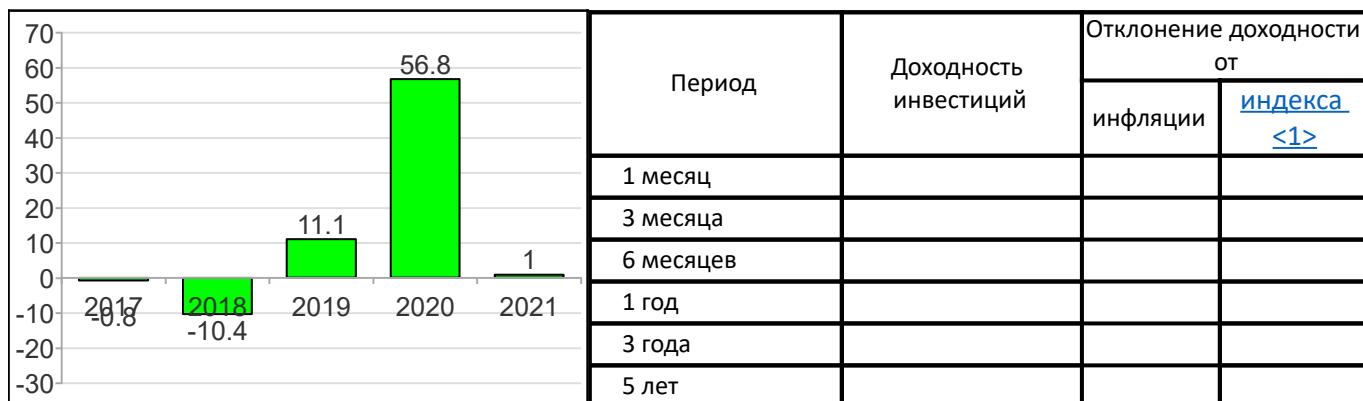 70
60
50
40
30
20
10
0
-10
-20
-30
56.8
11.1
1
2017 2018 2019 2020 2021
-0.8
-10.4
Период
Доходность
инвестиций
Отклонение доходности
от
инфляции
индекса
<1>
1 месяц
3 месяца
6 месяцев
1 год
3 года
5 лет